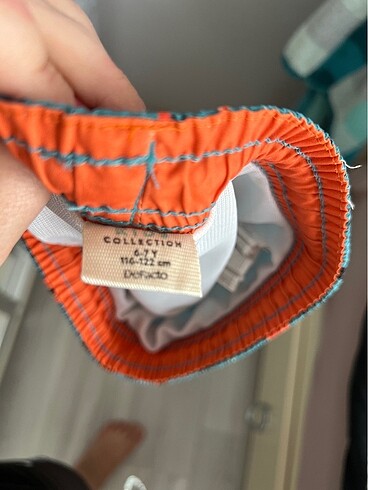 COLLECTION
6-7 Y
116-122 cm
DeFacto